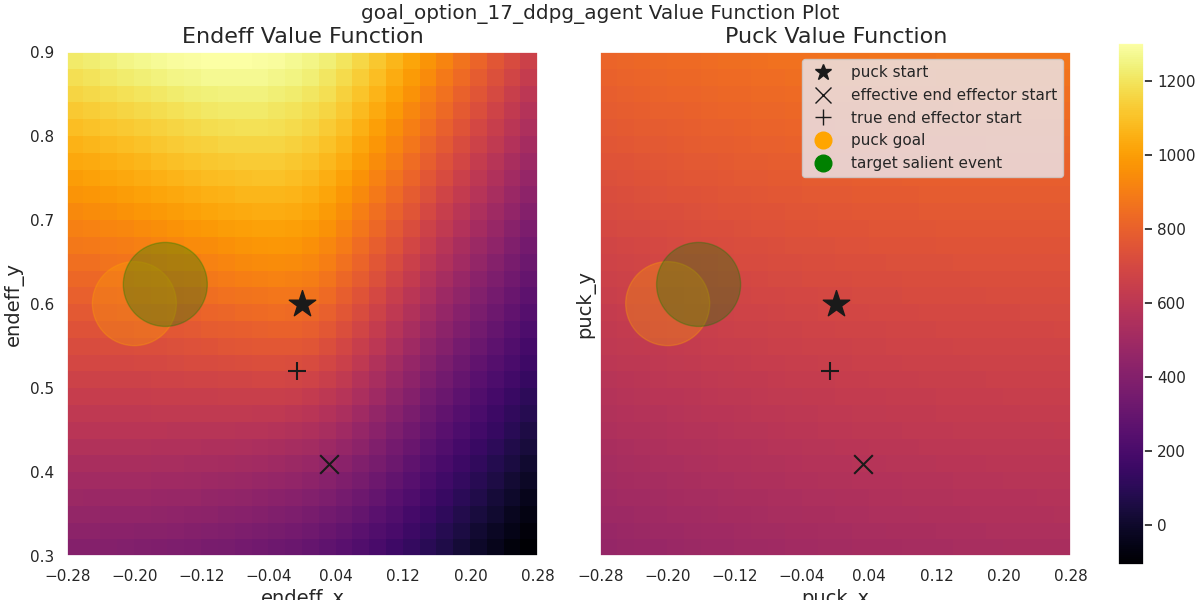 goal_option_17_ddpg_agent Value Function Plot
Endeff Value Function
Puck Value Function
endeff_y
0.9
0.8
0.7
0.6
0.5
0.4
0.3
−0.28 −0.20 −0.12 −0.04 0.04 0.12 0.20 0.28
endeff_x
puck_y
puck start
effective end effector start
true end effector start
puck goal
target salient event
−0.28 −0.20 −0.12 −0.04 0.04 0.12 0.20 0.28
puck_x
1200
1000
800
600
400
200
0